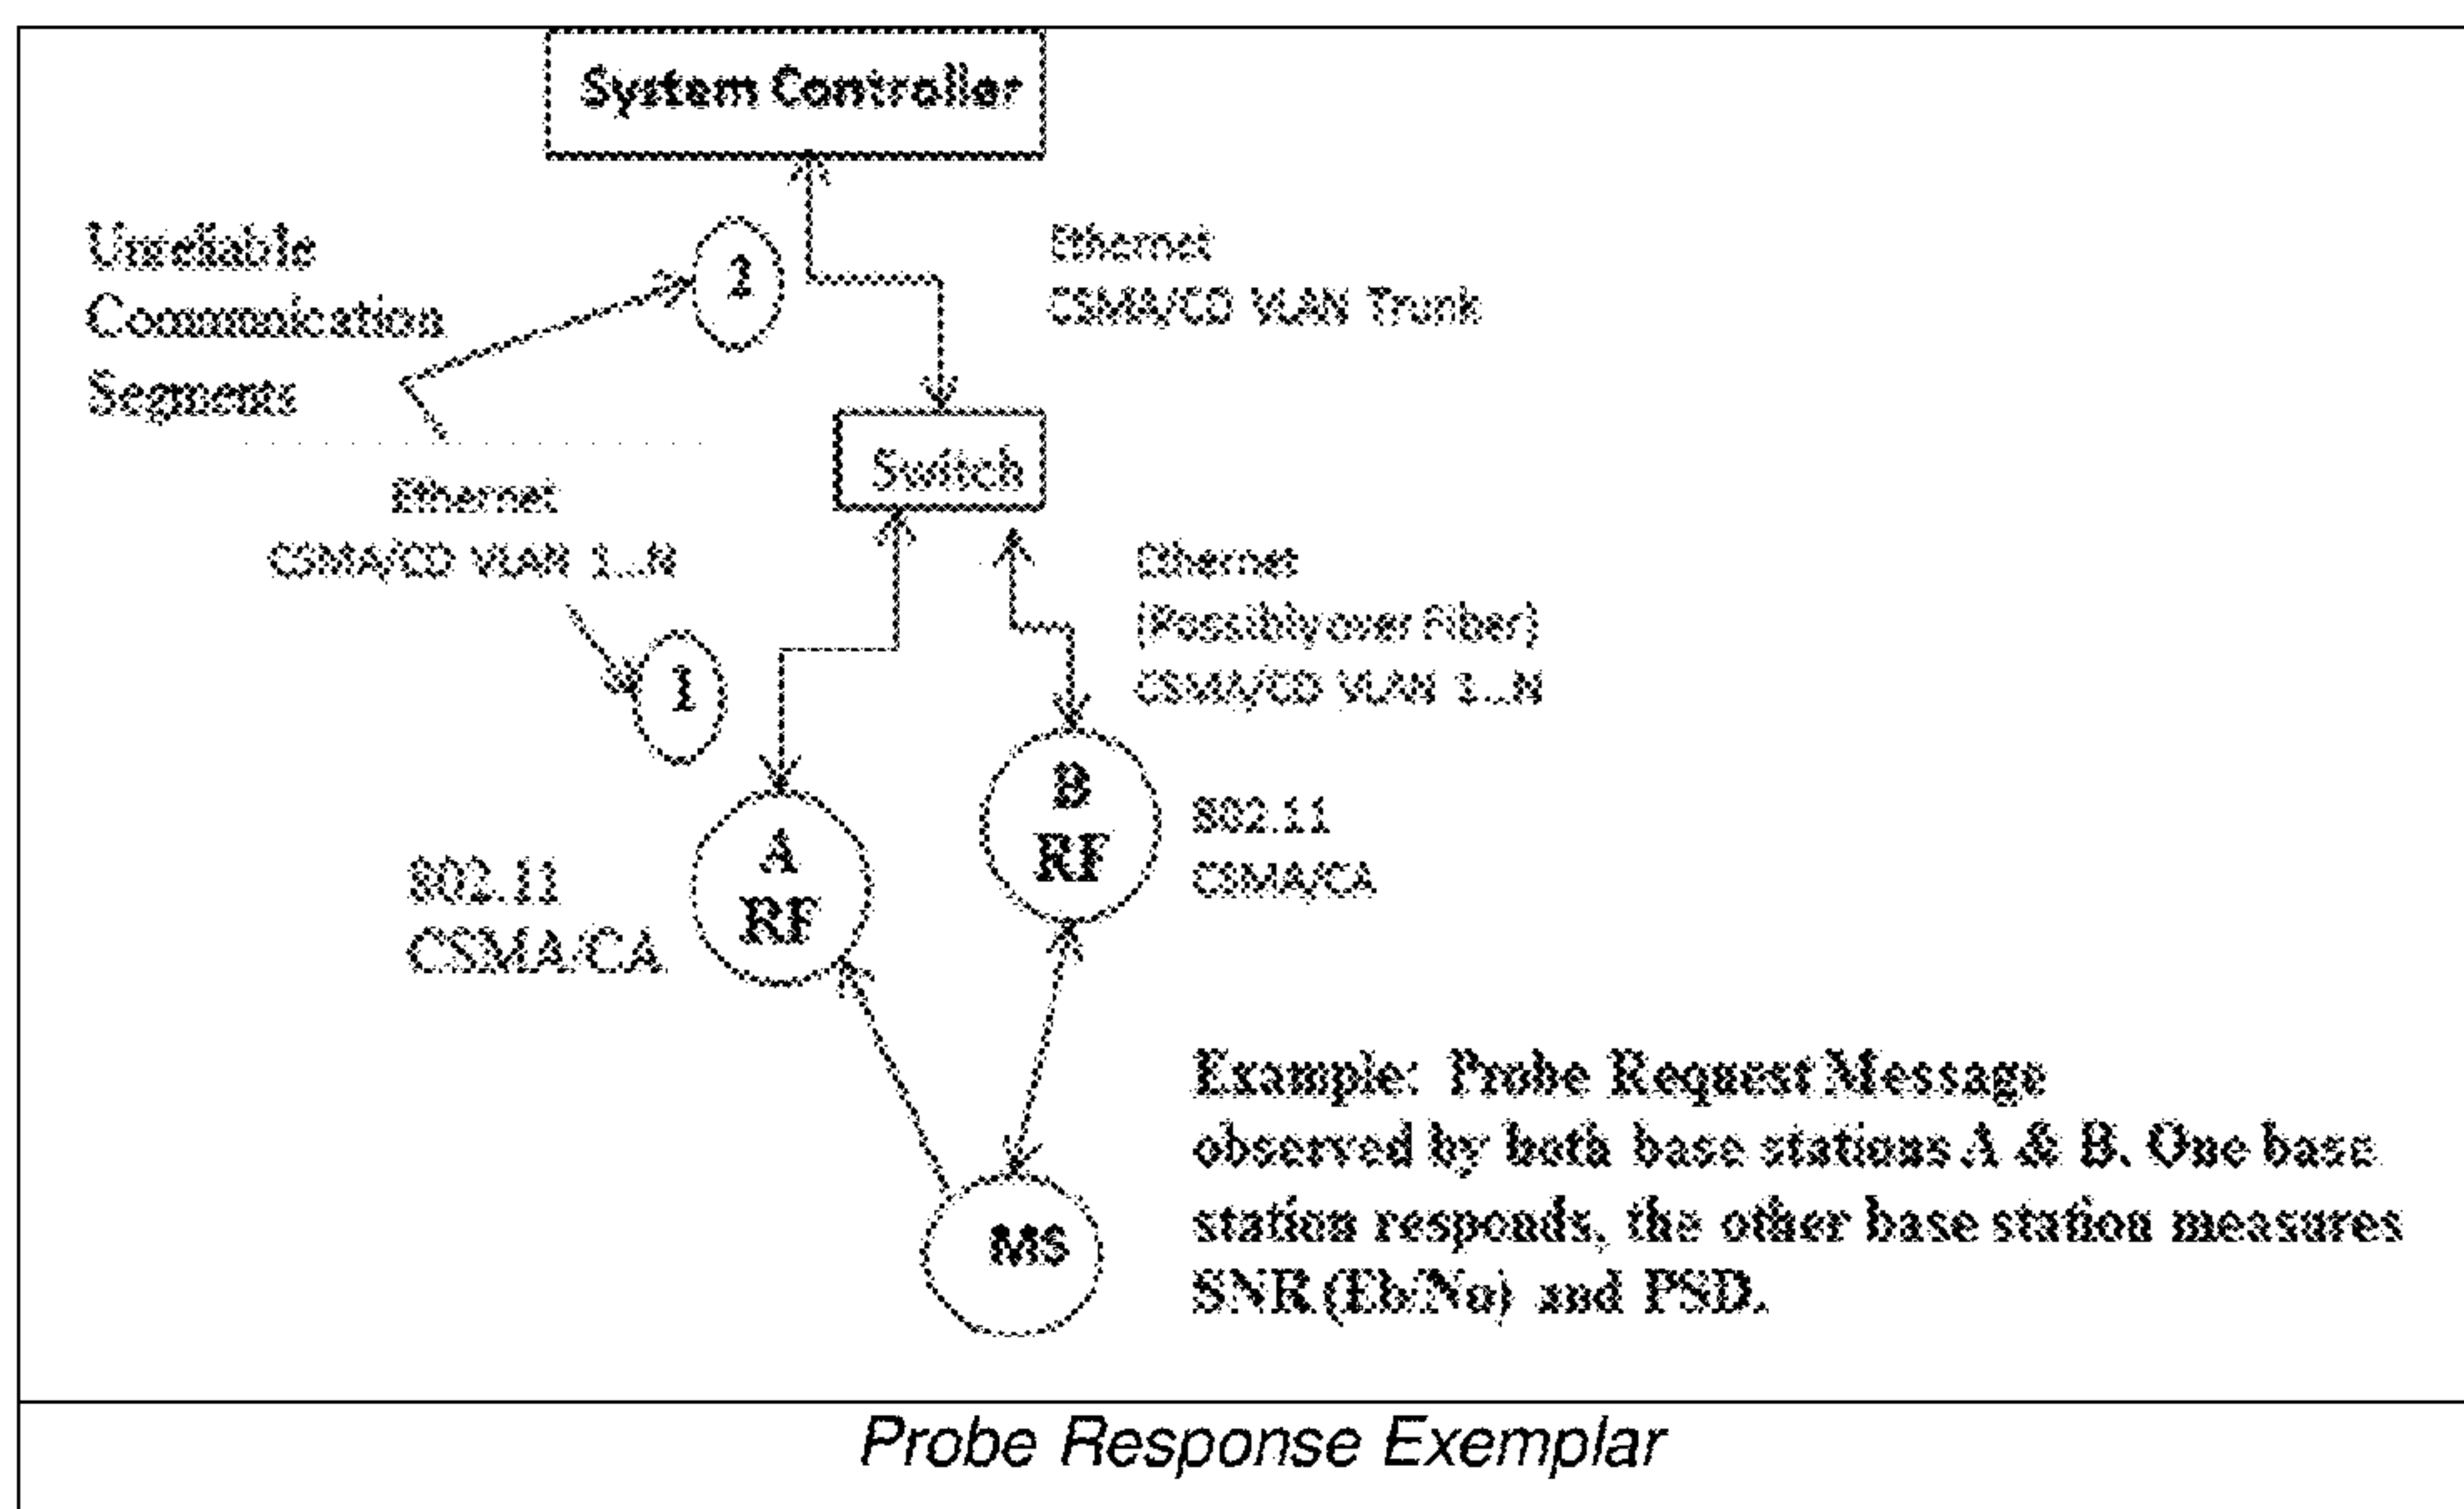 System Controller
Unreliable
Communication
Segments
2
Ethernet
CSMA/CD VLAN Trunk
Switch
Ethernet
CSMA/CD VLAN 1...N
1
Ethernet
(Possibly over Fiber)
CSMA/CD VLAN 1...N
A
RF
802.11
CSMA/CA
B
RF
802.11
CSMA/CA
MS
Example: Probe Request Message
observed by both base stations A & B. One base
station responds, the other base station measures
SNR (Eb/No) and PSD.
Probe Response Exemplar